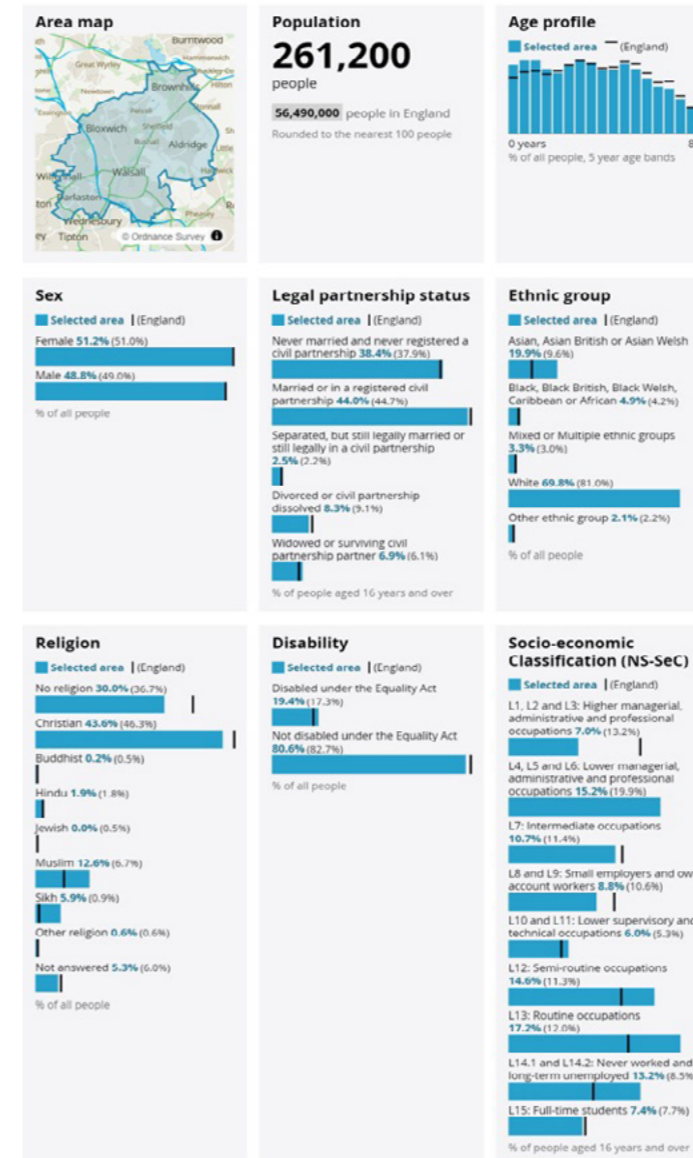 Area map
Burntwood
Great Wyrley
Hammerwich
Brownhills
Hilton
Newtown
Essington
Pelsall
Bloxwich
Shelfield
Rushall
Aldridge
Walsall
Darlaston
Wednesbury
Pheasey
Tipton
© Ordnance Survey
Population
261,200
people
56,490,000 people in England
Rounded to the nearest 100 people
Age profile
Selected area (England)
0 years
% of all people, 5 year age bands
Sex
Selected area (England)
Female 51.2% (51.0%)
Male 48.8% (49.0%)
% of all people
Legal partnership status
Selected area (England)
Never married and never registered a
civil partnership 38.4% (37.9%)
Married or in a registered civil
partnership 44.0% (44.7%)
Separated, but still legally married or
still legally in a civil partnership
2.5% (2.2%)
Divorced or civil partnership
dissolved 8.3% (9.1%)
Widowed or surviving civil
partnership partner 6.9% (6.1%)
% of people aged 16 years and over
Ethnic group
Selected area (England)
Asian, Asian British or Asian Welsh
19.9% (9.6%)
Black, Black British, Black Welsh,
Caribbean or African 4.9% (4.2%)
Mixed or Multiple ethnic groups
3.3% (3.0%)
White 69.8% (81.0%)
Other ethnic group 2.1% (2.2%)
% of all people
Religion
Selected area (England)
No religion 30.0% (36.7%)
Christian 43.6% (46.3%)
Buddhist 0.2% (0.5%)
Hindu 1.9% (1.8%)
Jewish 0.0% (0.5%)
Muslim 12.6% (6.7%)
Sikh 5.9% (0.9%)
Other religion 0.6% (0.6%)
Not answered 5.3% (6.0%)
% of all people
Disability
Selected area (England)
Disabled under the Equality Act
19.4% (17.3%)
Not disabled under the Equality Act
80.6% (82.7%)
% of all people
Socio-economic
Classification (NS-SeC)
Selected area (England)
L1, L2 and L3: Higher managerial,
administrative and professional
occupations 7.0% (13.2%)
L4, L5 and L6: Lower managerial,
administrative and professional
occupations 15.2% (19.9%)
L7: Intermediate occupations
10.7% (11.4%)
L8 and L9: Small employers and ow
account workers 8.8% (10.6%)
L10 and L11: Lower supervisory and
technical occupations 6.0% (5.3%)
L12: Semi-routine occupations
14.6% (11.3%)
L13: Routine occupations
17.2% (12.0%)
L14.1 and L14.2: Never worked and
long-term unemployed 13.2% (8.5%
L15: Full-time students 7.4% (7.7%)
% of people aged 16 years and over